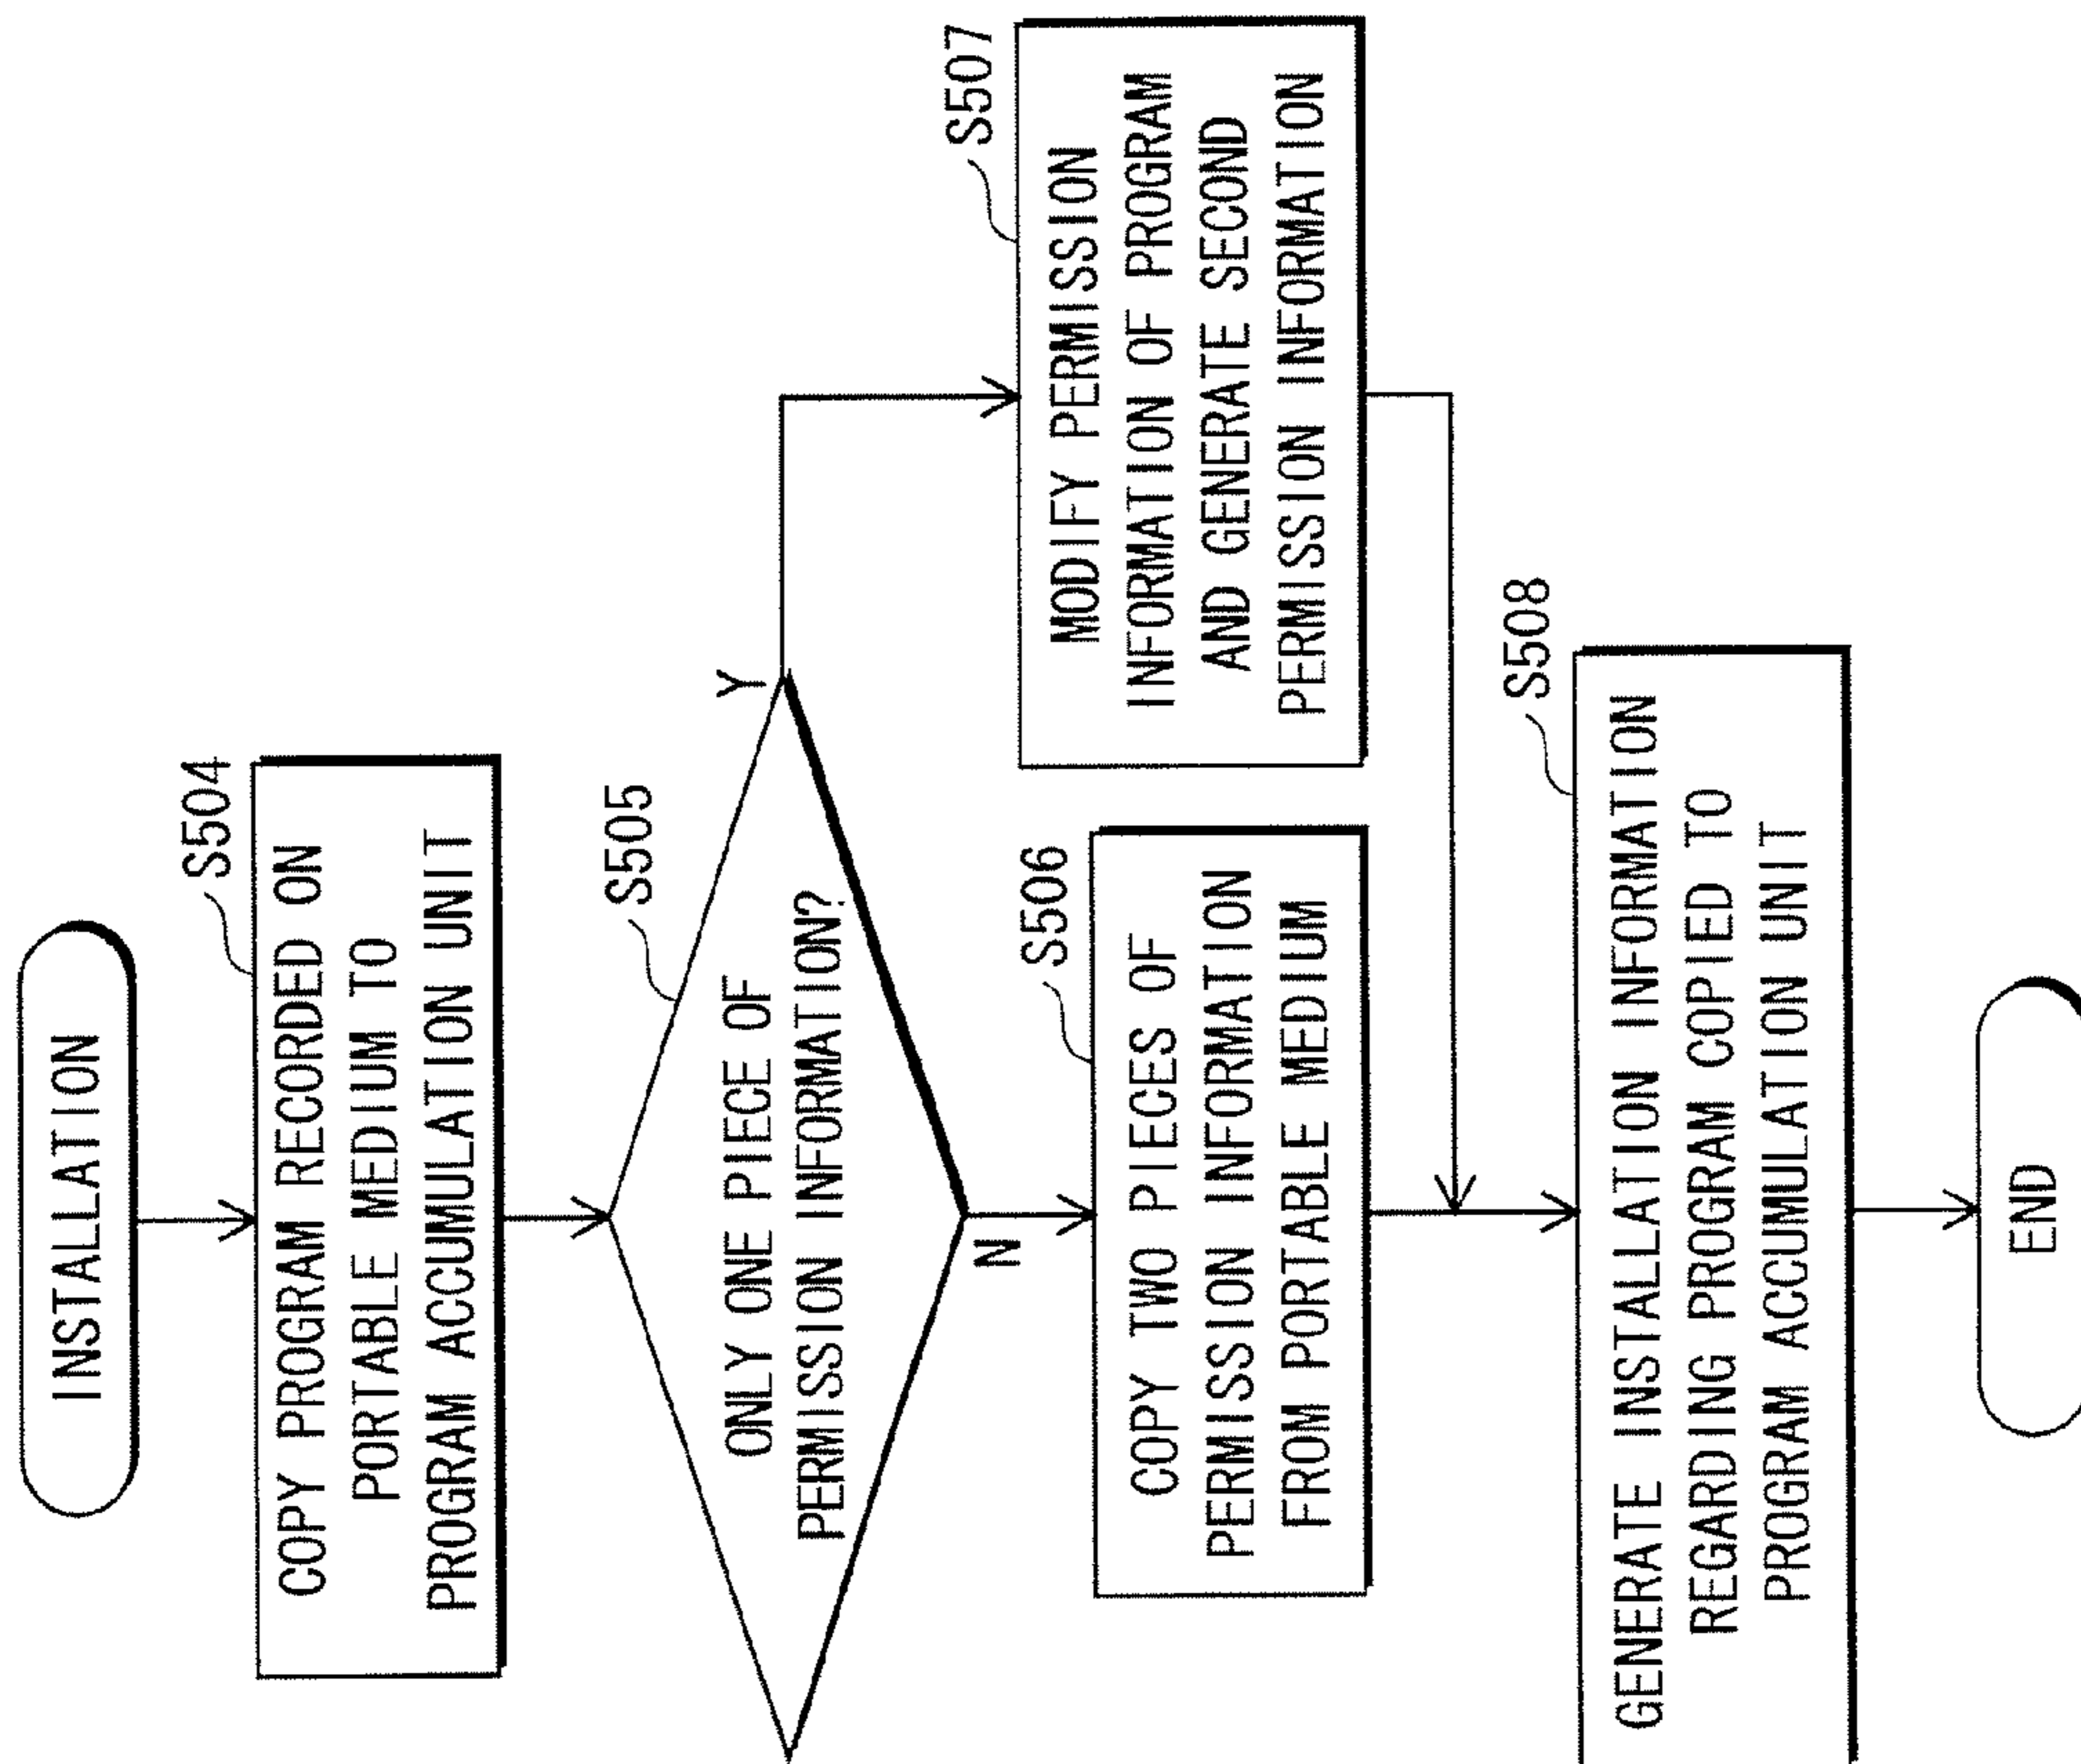 INSTALLATION
S504
COPY PROGRAM RECORDED ON
PORTABLE MEDIUM TO
PROGRAM ACCUMULATION UNIT
S505
ONLY ONE PIECE OF
PERMISSION INFORMATION?
Y
N
S506
COPY TWO PIECES OF
PERMISSION INFORMATION
FROM PORTABLE MEDIUM
S507
MODIFY PERMISSION
INFORMATION OF PROGRAM
AND GENERATE SECOND
PERMISSION INFORMATION
S508
GENERATE INSTALLATION INFORMATION
REGARDING PROGRAM COPIED TO
PROGRAM ACCUMULATION UNIT
END